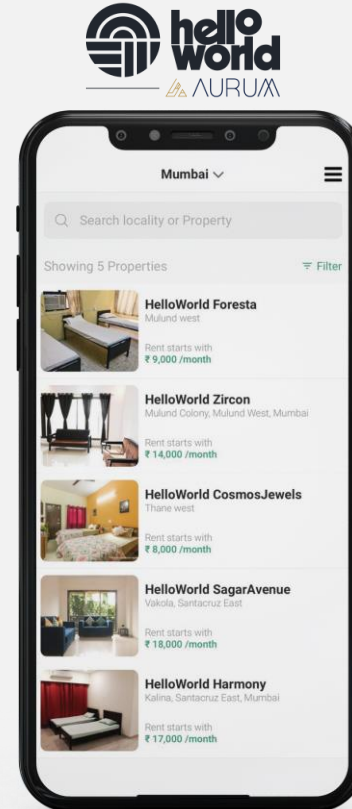 hello
world
AURUM
Mumbai
Search locality or Property
Showing 5 Properties
Filter
HelloWorld Foresta
Mulund west
Rent starts with
₹ 9,000 /month
HelloWorld Zircon
Mulund Colony, Mulund West, Mumbai
Rent starts with
₹ 14,000 /month
HelloWorld CosmosJewels
Thane west
Rent starts with
₹ 8,000 /month
HelloWorld SagarAvenue
Vakola, Santacruz East
Rent starts with
₹ 18,000 /month
HelloWorld Harmony
Kalina, Santacruz East, Mumbai
Rent starts with
₹ 17,000 /month